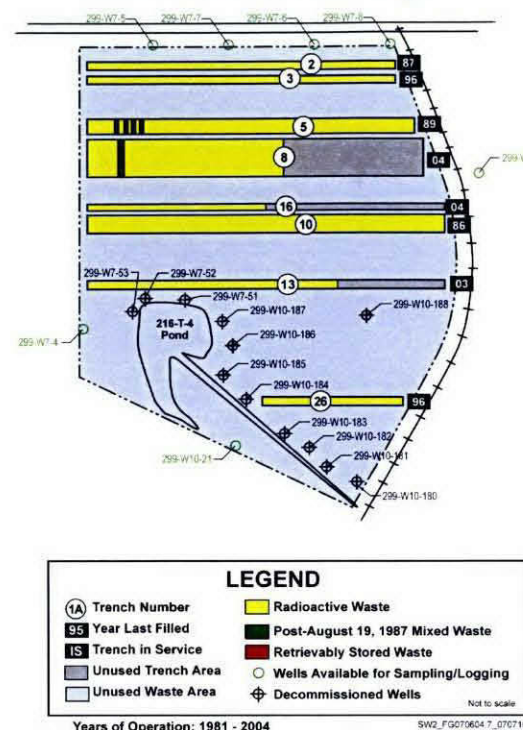 299-W7-5
299-W7-7
299-W7-6
299-W7-8
2
87
3
96
5
89
8
04
299-W
16
04
10
86
299-W7-53
299-W7-52
299-W7-51
13
03
299-W10-187
299-W10-188
216-T-4
Pond
299-W7-4
299-W10-186
299-W10-185
299-W10-184
26
96
299-W10-183
299-W10-182
299-W10-21
299-W10-181
299-W10-180
LEGEND
1A Trench Number
Radioactive Waste
95 Year Last Filled
Post-August 19, 1987 Mixed Waste
IS Trench in Service
Retrievably Stored Waste
Unused Trench Area
Wells Available for Sampling/Logging
Unused Waste Area
Decommissioned Wells
Not to scale
Years of Operation: 1981 - 2004